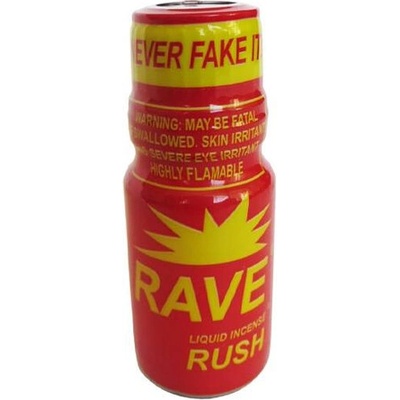 EVER FAKE IT
WARNING: MAY BE FATAL
SWALLOWED. SKIN IRRITANT
SEVERE EYE IRRITANT
HIGHLY FLAMABLE
RAVE
LIQUID INCENSE
RUSH